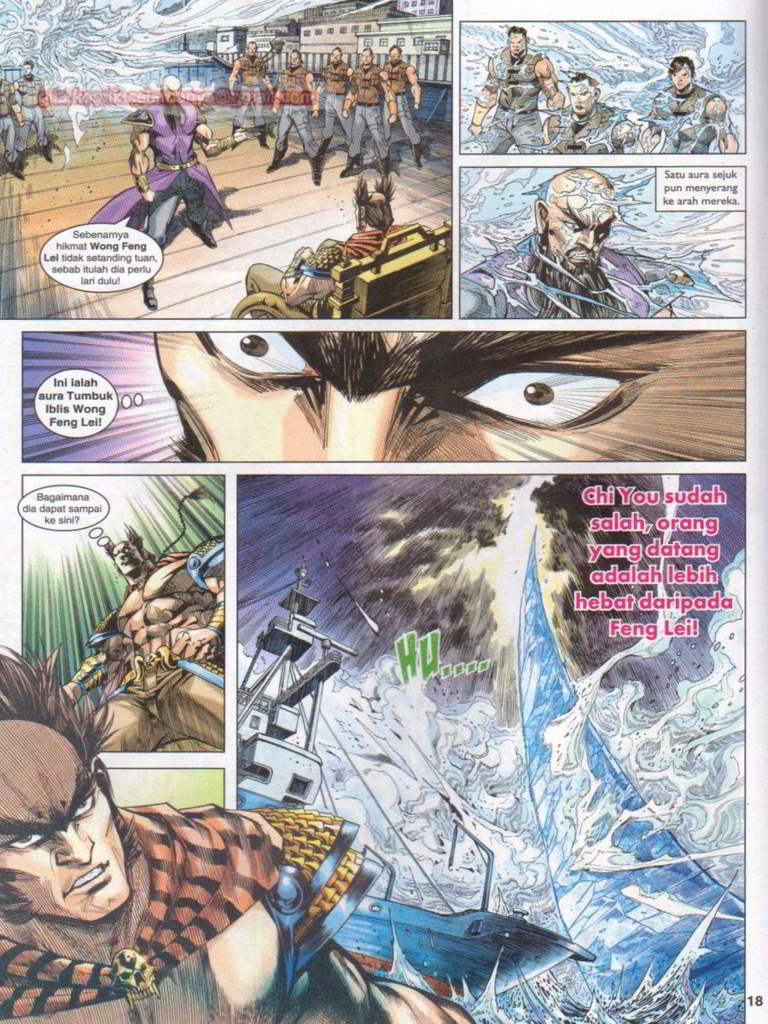 Sebenarnya
hikmat Wong Feng
Lei tidak setanding tuan,
sebab itulah dia perlu
lari dulu!
Satu aura sejuk
pun menyerang
ke arah mereka.
Ini ialah
aura Tumbuk
Iblis Wong
Feng Lei!
Bagaimana
dia dapat sampai
ke sini?
Chi You sudah
salah, orang
yang datang
adalah lebih
hebat daripada
Feng Lei!
HU.....
18